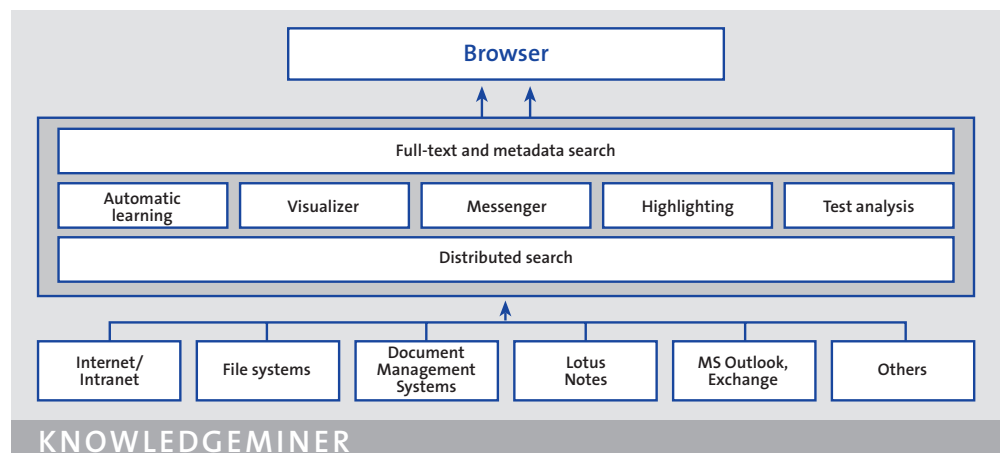 Browser
Full-text and metadata search
Automatic
learning
Visualizer
Messenger
Highlighting
Test analysis
Distributed search
Internet/
Intranet
File systems
Document
Management
Systems
Lotus
Notes
MS Outlook,
Exchange
Others
KNOWLEDGEMINER